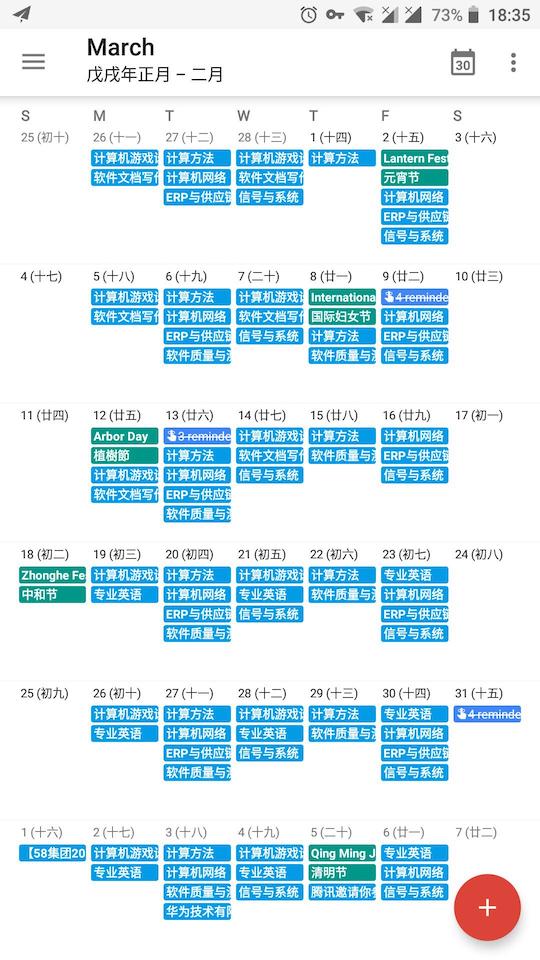 73% 18:35
March
戊戌年正月 – 二月
30
S M T W T F S
25 (初十) 26 (十一) 27 (十二) 28 (十三) 1 (十四) 2 (十五) 3 (十六)
计算机游戏 计算方法 计算机游戏 计算方法 Lantern Fes
软件文档写 计算机网络 软件文档写 元宵节
ERP与供应 信号与系统 计算机网络
ERP与供应
信号与系统
4 (十七) 5 (十八) 6 (十九) 7 (二十) 8 (廿一) 9 (廿二) 10 (廿三)
计算机游戏 计算方法 计算机游戏 Internationa 4 reminde
软件文档写 计算机网络 软件文档写 国际妇女节 计算机网络
ERP与供应 信号与系统 计算方法 ERP与供应
软件质量与 软件质量与 信号与系统
11 (廿四) 12 (廿五) 13 (廿六) 14 (廿七) 15 (廿八) 16 (廿九) 17 (初一)
Arbor Day 3 reminde 计算机游戏 计算方法 计算机网络
植樹節 计算方法 软件文档写 软件质量与 ERP与供应
计算机游戏 计算机网络 信号与系统 信号与系统
软件文档写 ERP与供应
软件质量与
18 (初二) 19 (初三) 20 (初四) 21 (初五) 22 (初六) 23 (初七) 24 (初八)
Zhonghe Fe 计算机游戏 计算方法 计算机游戏 计算方法 专业英语
中和节 专业英语 计算机网络 专业英语 软件质量与 计算机网络
ERP与供应 信号与系统 ERP与供应
软件质量与 信号与系统
25 (初九) 26 (初十) 27 (十一) 28 (十二) 29 (十三) 30 (十四) 31 (十五)
计算机游戏 计算方法 计算机游戏 计算方法 专业英语 4 reminde
专业英语 计算机网络 专业英语 软件质量与 计算机网络
ERP与供应 信号与系统 ERP与供应
软件质量与 信号与系统
1 (十六) 2 (十七) 3 (十八) 4 (十九) 5 (二十) 6 (廿一) 7 (廿二)
【58集团20 计算机游戏 计算方法 计算机游戏 Qing Ming J 专业英语
专业英语 计算机网络 专业英语 清明节 计算机网络
软件质量与 信号与系统 腾讯邀请你 信号与系统
华为技术有